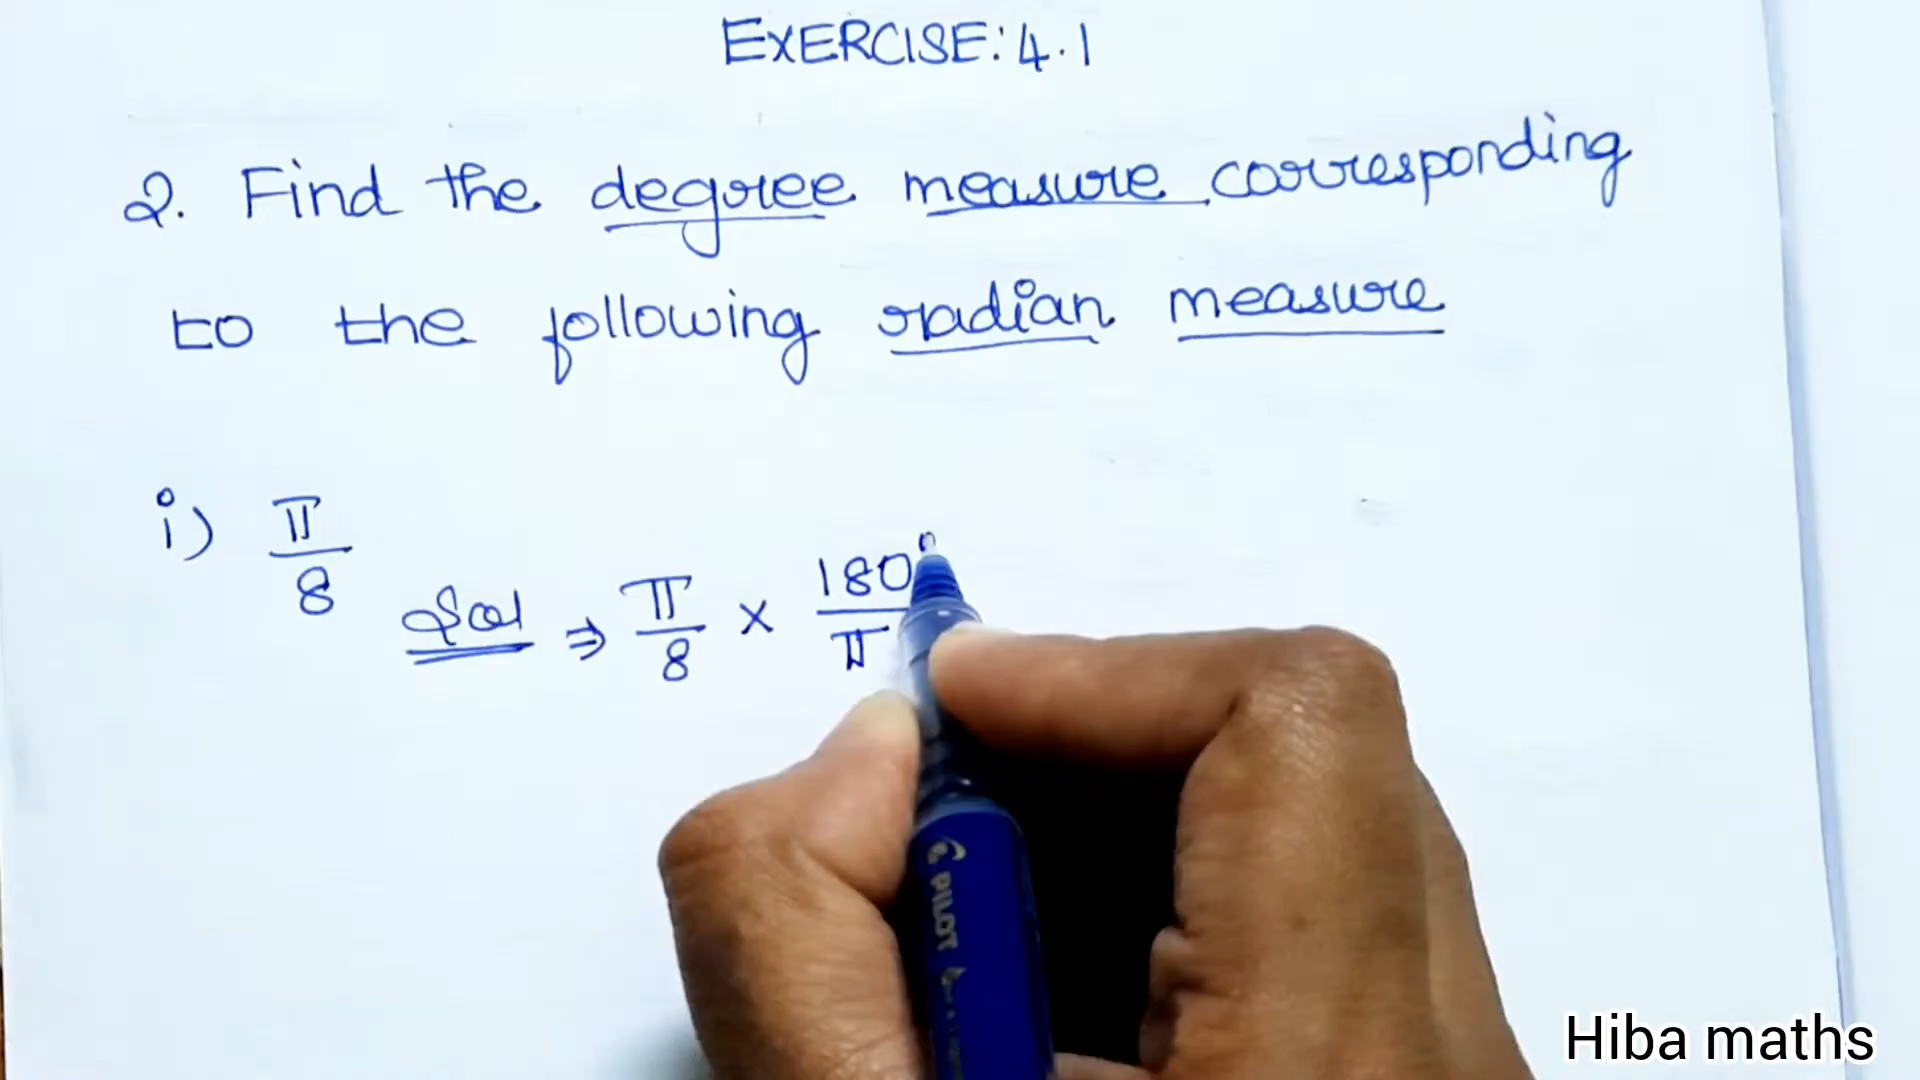 EXERCISE: 4.1
2. Find the degree measure corresponding
to the following radian measure
i) π/8
Sol ⇒ π/8 × 180°/π
PILOT
Hiba maths